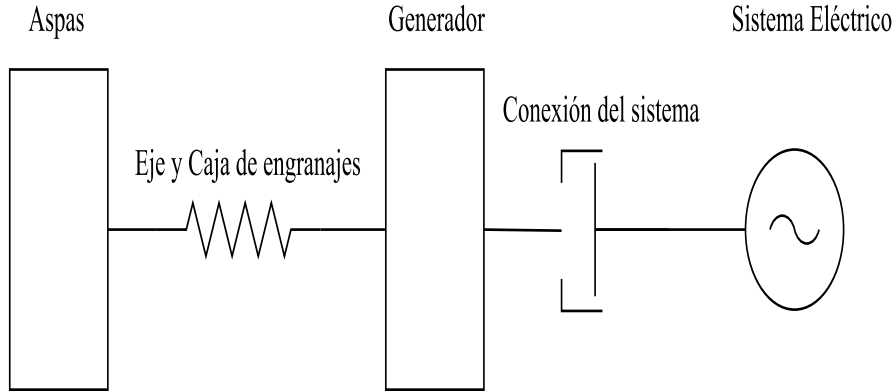 Aspas
Generador
Sistema Eléctrico
Conexión del sistema
Eje y Caja de engranajes